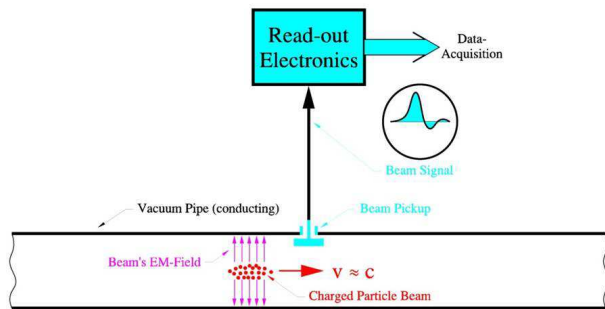 Read-out
Electronics
Data-
Acquisition
Beam Signal
Vacuum Pipe (conducting)
Beam Pickup
Beam's EM-Field
v ≈ c
Charged Particle Beam